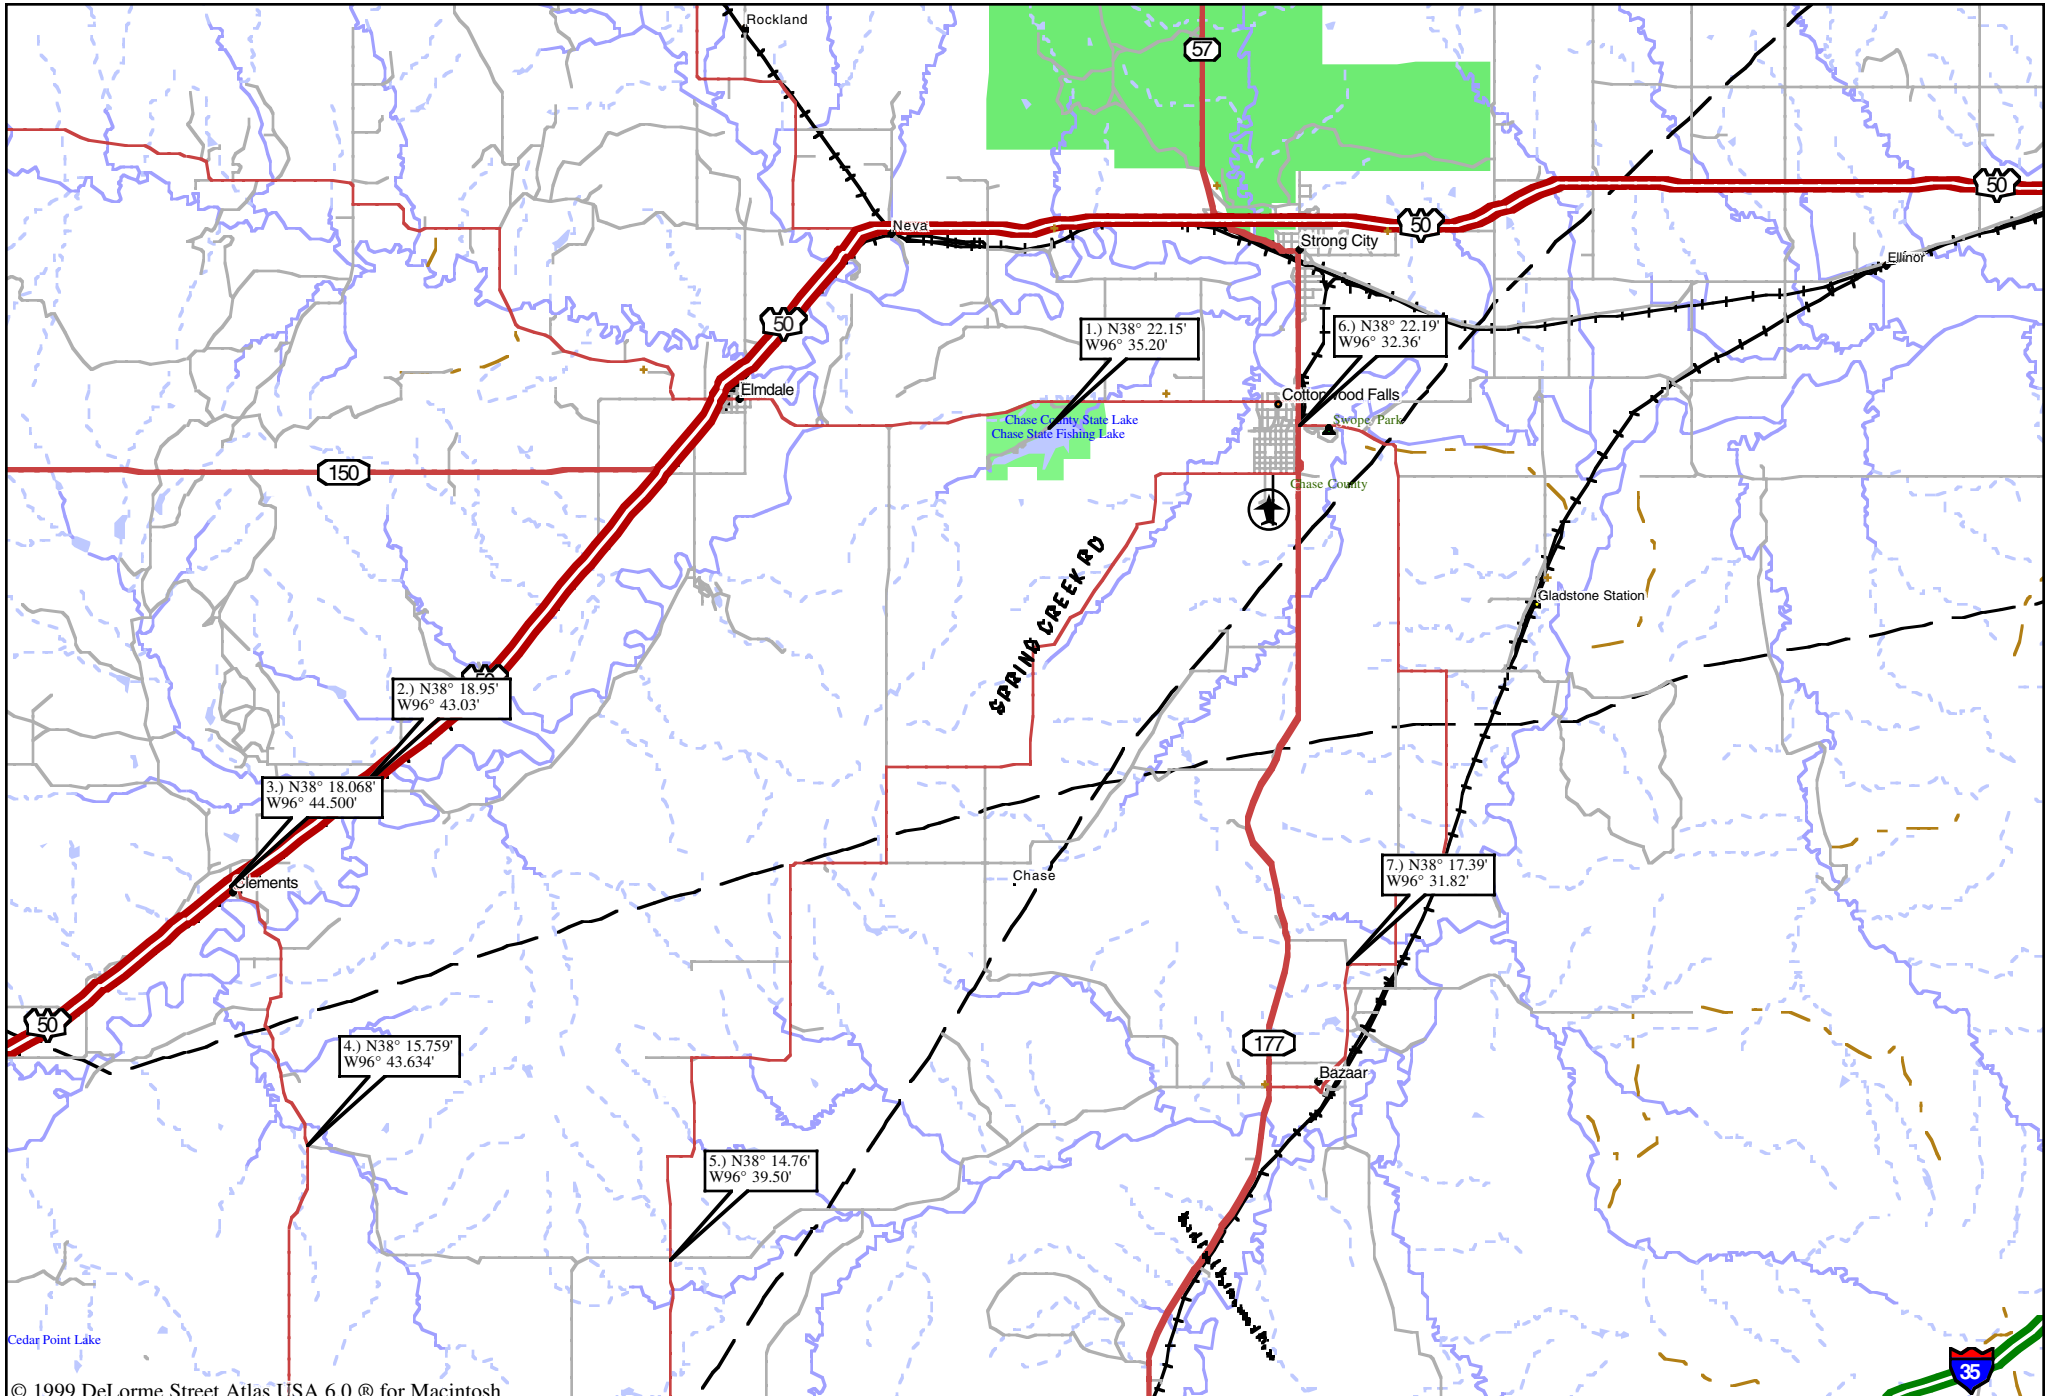 Rockland
57
50
Neva
50
Strong City
Ellinor
50
1.) N38° 22.15'
W96° 35.20'
6.) N38° 22.19'
W96° 32.36'
Elmdale
Cottonwood Falls
Chase County State Lake
Chase State Fishing Lake
Swope Park
150
Chase County
SPRING CREEK RD
Gladstone Station
50
2.) N38° 18.95'
W96° 43.03'
3.) N38° 18.068'
W96° 44.500'
Clements
Chase
7.) N38° 17.39'
W96° 31.82'
50
4.) N38° 15.759'
W96° 43.634'
177
Bazaar
5.) N38° 14.76'
W96° 39.50'
Cedar Point Lake
35
© 1999 DeLorme Street Atlas USA 6.0 ® for Macintosh